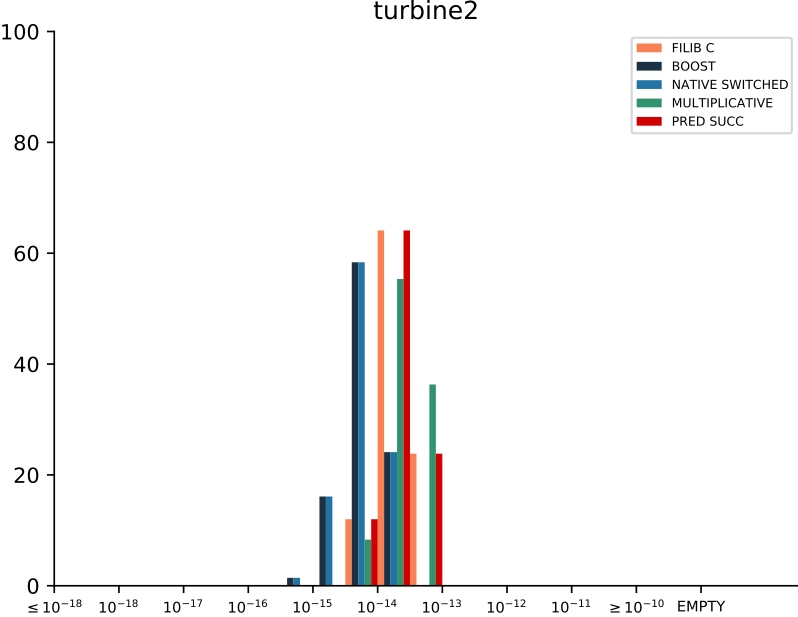 turbine2
100
80
60
40
20
0
FILIB C
BOOST
NATIVE SWITCHED
MULTIPLICATIVE
PRED SUCC
≤ 10⁻¹⁸ 10⁻¹⁸ 10⁻¹⁷ 10⁻¹⁶ 10⁻¹⁵ 10⁻¹⁴ 10⁻¹³ 10⁻¹² 10⁻¹¹ ≥ 10⁻¹⁰ EMPTY